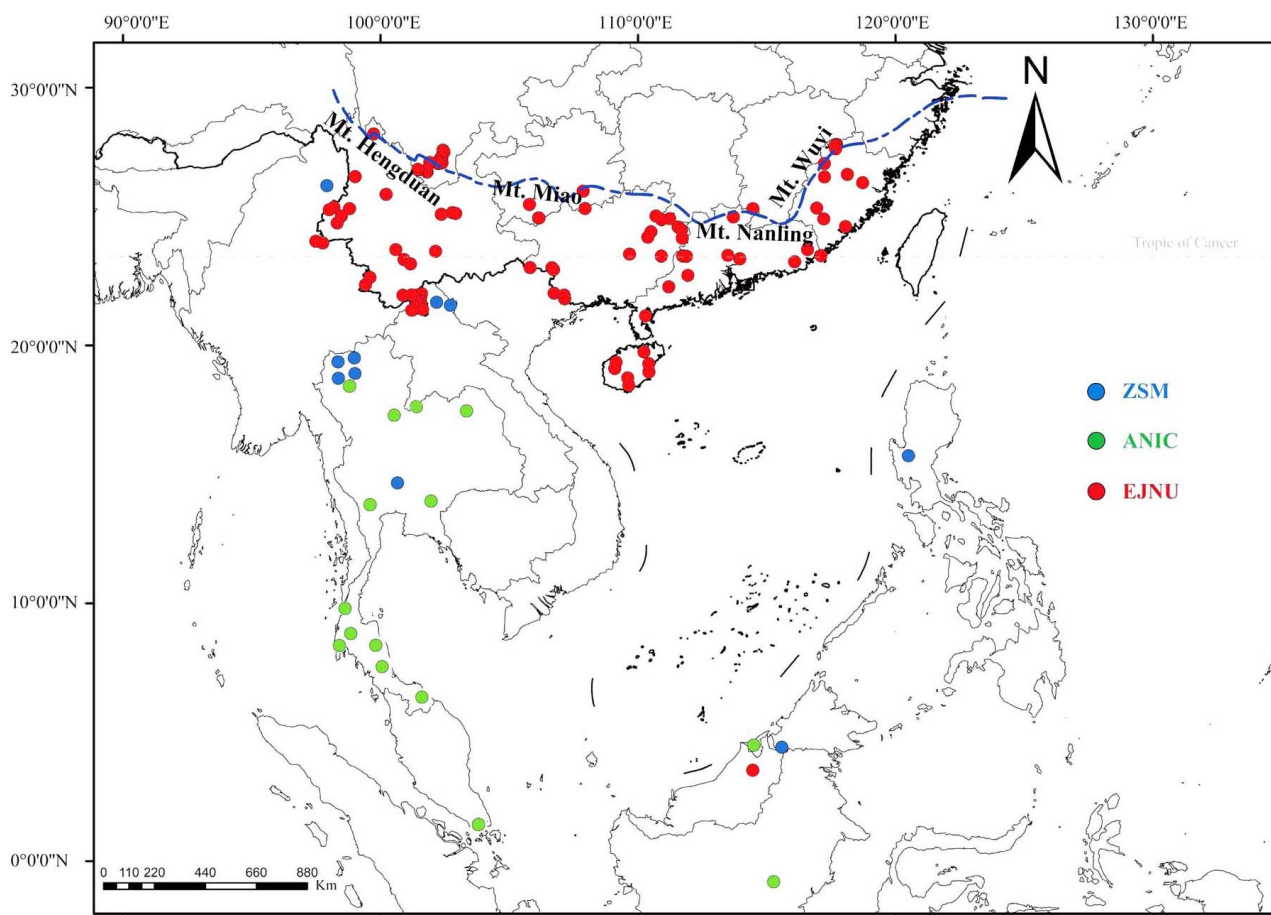 90°0'0"E
100°0'0"E
110°0'0"E
120°0'0"E
130°0'0"E
30°0'0"N
20°0'0"N
10°0'0"N
0°0'0"N
N
Mt. Hengduan
Mt. Miao
Mt. Nanling
Mt. Wuyi
Tropic of Cancer
ZSM
ANIC
EJNU
0 110 220 440 660 880
Km